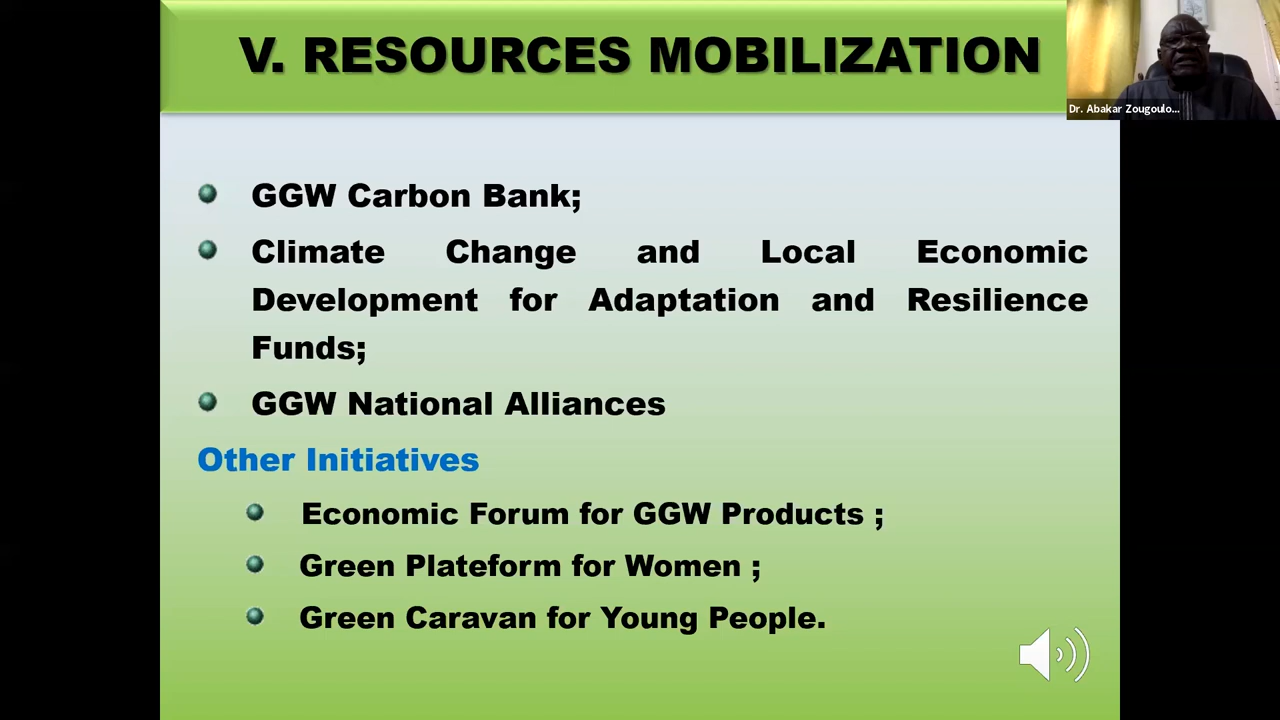 V. RESOURCES MOBILIZATION
Dr. Abakar Zougoulo...
GGW Carbon Bank;
Climate Change and Local Economic
Development for Adaptation and Resilience
Funds;
GGW National Alliances
Other Initiatives
Economic Forum for GGW Products ;
Green Plateform for Women ;
Green Caravan for Young People.